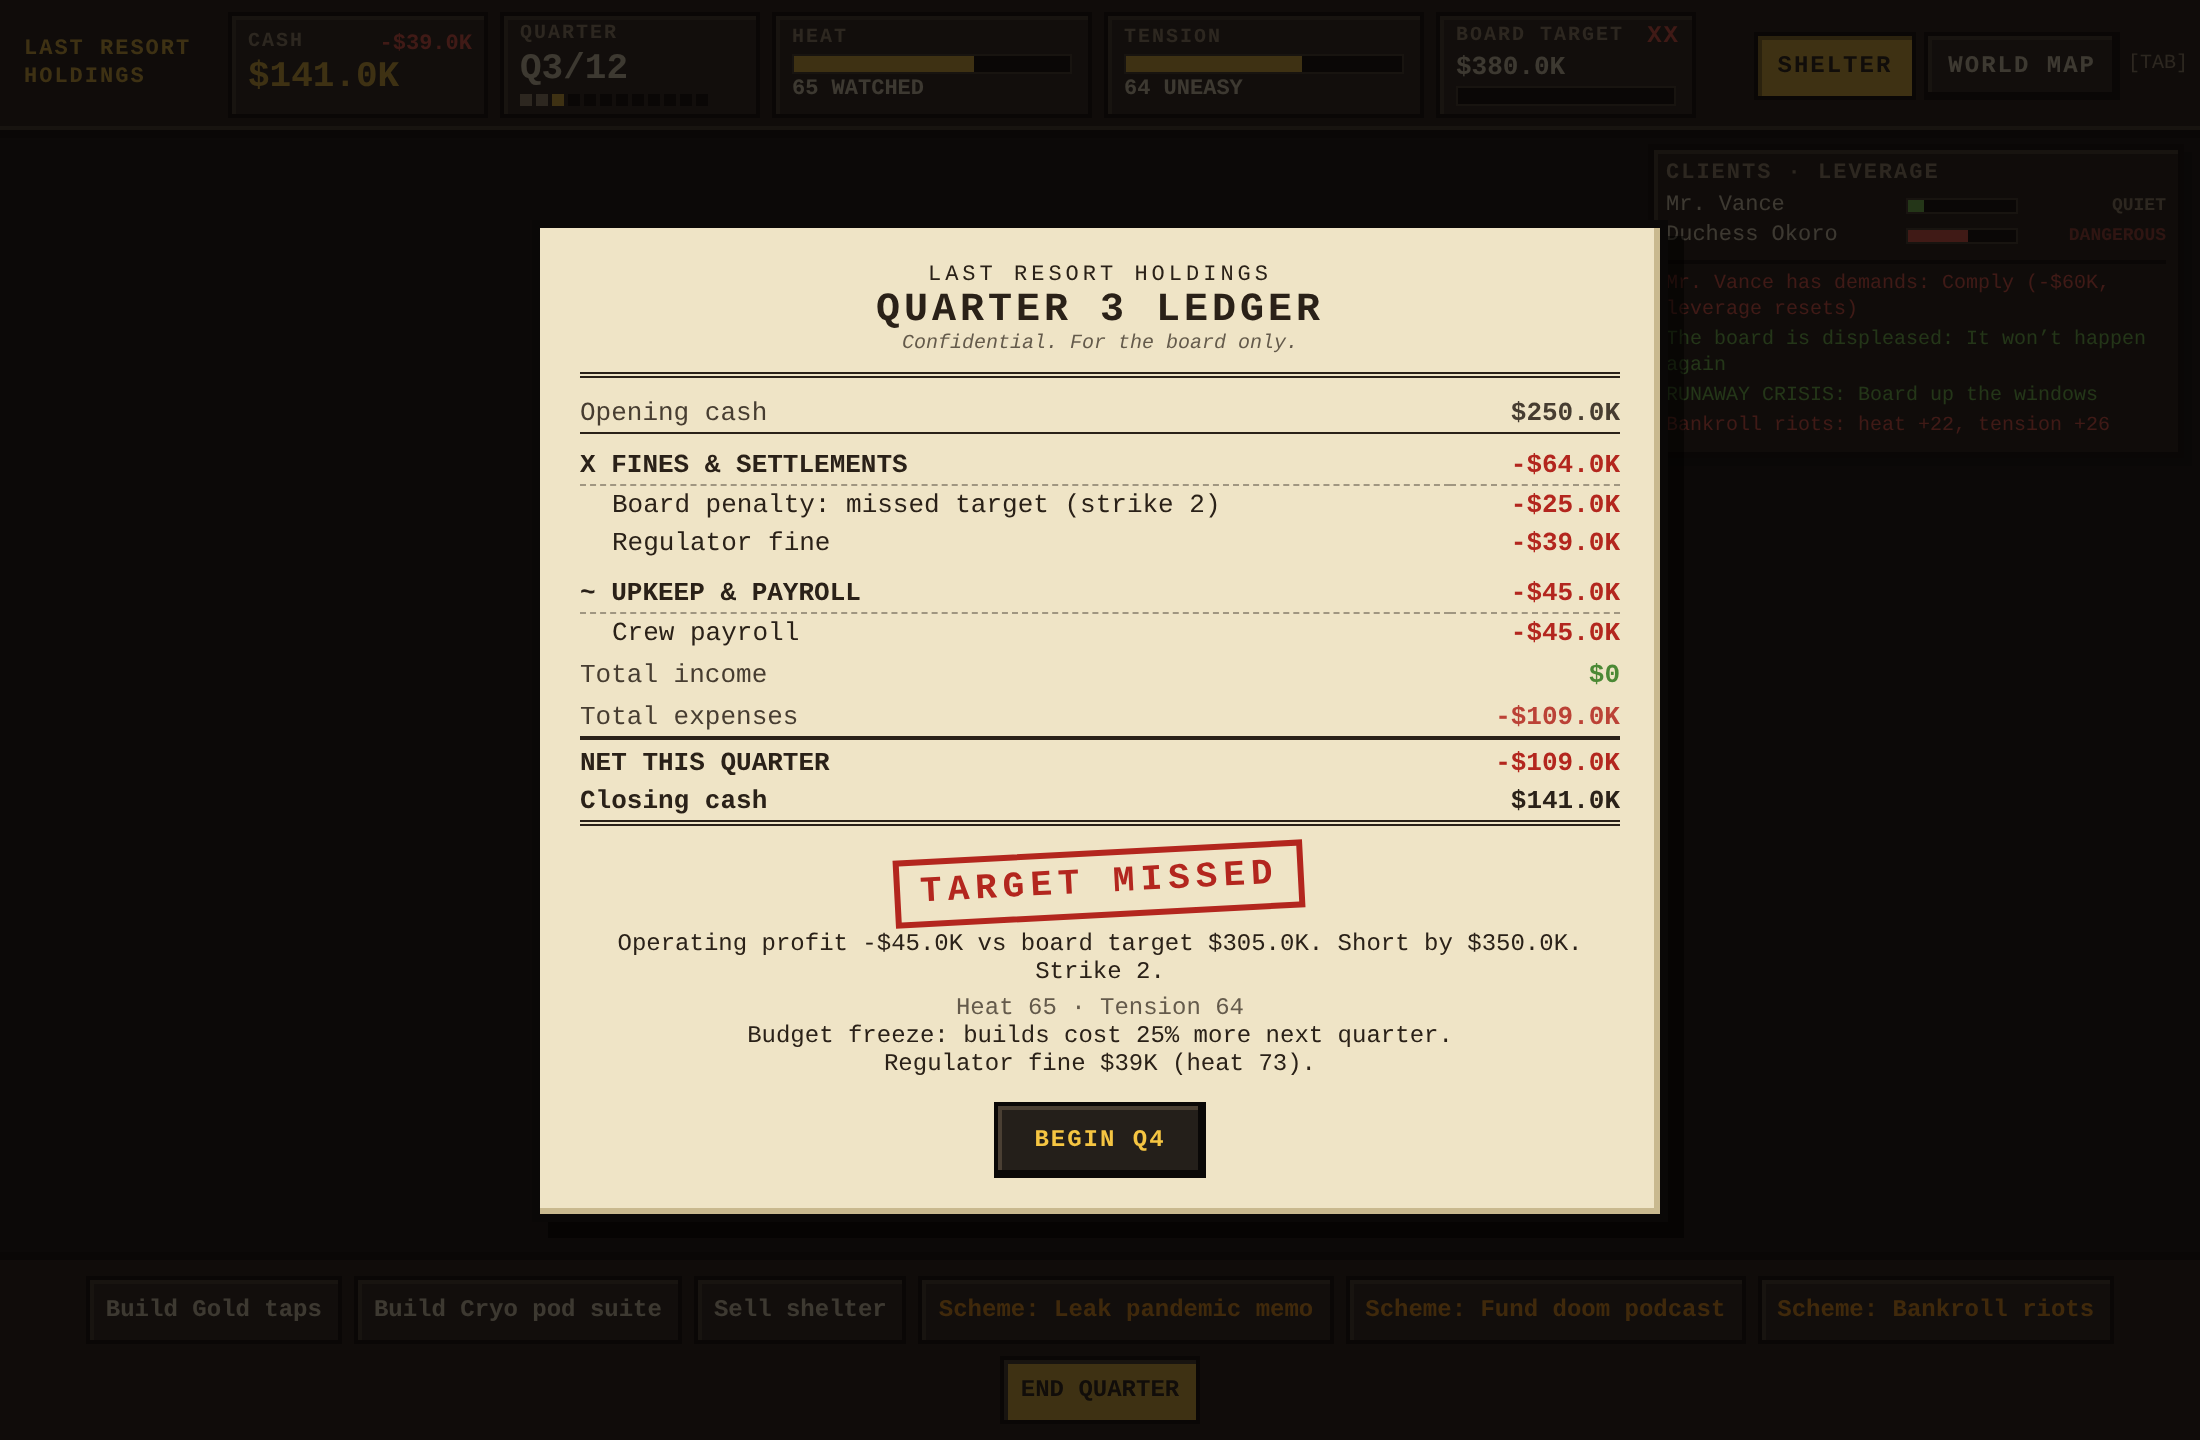 LAST RESORT
HOLDINGS
CASH -$39.0K
$141.0K
QUARTER
Q3/12
HEAT
65 WATCHED
TENSION
64 UNEASY
BOARD TARGET XX
$380.0K
SHELTER
WORLD MAP
[TAB]
CLIENTS · LEVERAGE
Mr. Vance QUIET
Duchess Okoro DANGEROUS
Mr. Vance has demands: Comply (-$60K,
leverage resets)
The board is displeased: It won’t happen
again
RUNAWAY CRISIS: Board up the windows
Bankroll riots: heat +22, tension +26
LAST RESORT HOLDINGS
QUARTER 3 LEDGER
Confidential. For the board only.
Opening cash $250.0K
X FINES & SETTLEMENTS -$64.0K
Board penalty: missed target (strike 2) -$25.0K
Regulator fine -$39.0K
~ UPKEEP & PAYROLL -$45.0K
Crew payroll -$45.0K
Total income $0
Total expenses -$109.0K
NET THIS QUARTER -$109.0K
Closing cash $141.0K
TARGET MISSED
Operating profit -$45.0K vs board target $305.0K. Short by $350.0K.
Strike 2.
Heat 65 · Tension 64
Budget freeze: builds cost 25% more next quarter.
Regulator fine $39K (heat 73).
BEGIN Q4
Build Gold taps
Build Cryo pod suite
Sell shelter
Scheme: Leak pandemic memo
Scheme: Fund doom podcast
Scheme: Bankroll riots
END QUARTER